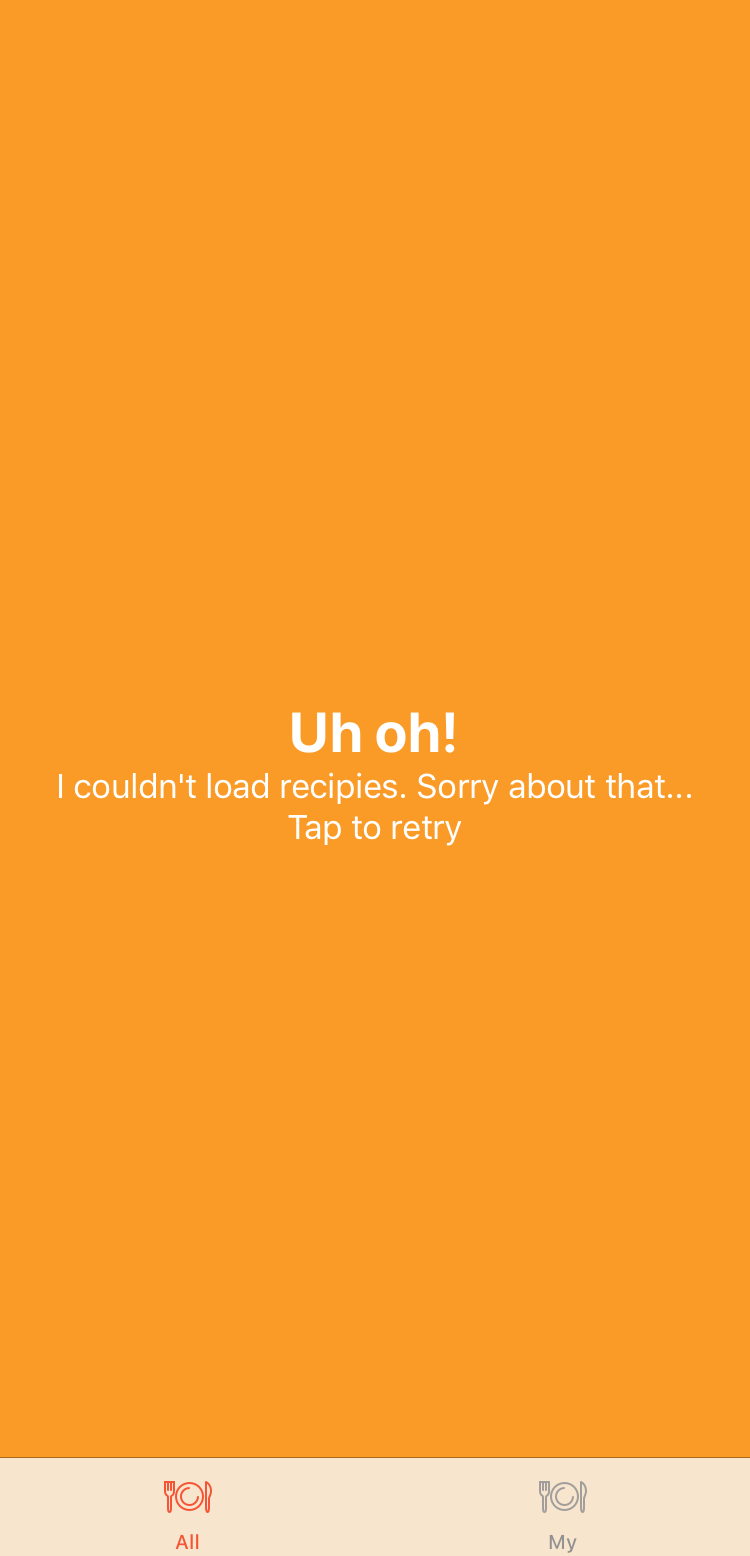 Uh oh!
I couldn't load recipies. Sorry about that...
Tap to retry
All
My